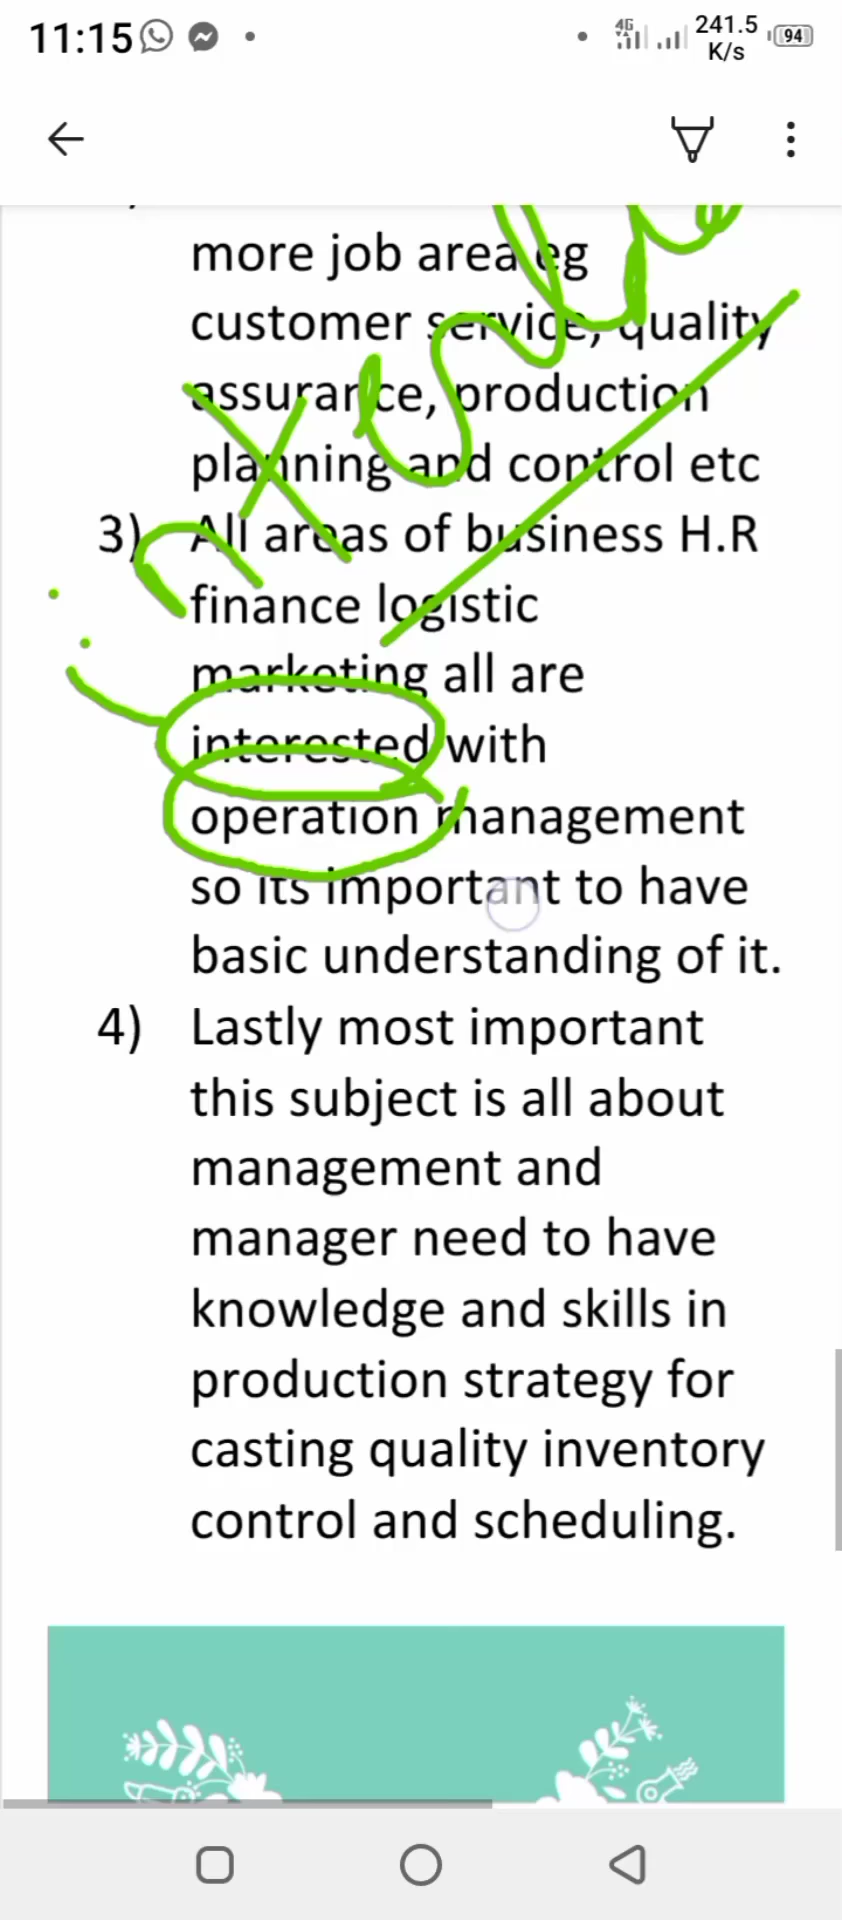 11:15
4G
241.5
K/s
94
more job area eg
customer service, quality
assurance, production
planning and control etc
3) All areas of business H.R
finance logistic
marketing all are
interested with
operation management
so its important to have
basic understanding of it.
4) Lastly most important
this subject is all about
management and
manager need to have
knowledge and skills in
production strategy for
casting quality inventory
control and scheduling.